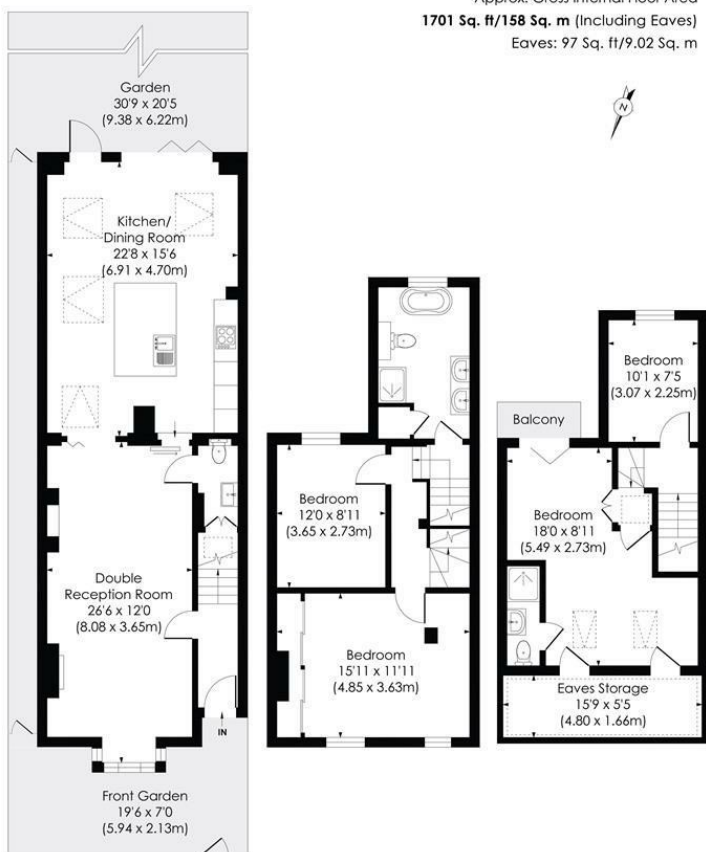 Approx. Gross Internal Floor Area
1701 Sq. ft/158 Sq. m (Including Eaves)
Eaves: 97 Sq. ft/9.02 Sq. m
N
Garden
30'9 x 20'5
(9.38 x 6.22m)
Kitchen/
Dining Room
22'8 x 15'6
(6.91 x 4.70m)
Double
Reception Room
26'6 x 12'0
(8.08 x 3.65m)
IN
Front Garden
19'6 x 7'0
(5.94 x 2.13m)
Bedroom
12'0 x 8'11
(3.65 x 2.73m)
Bedroom
15'11 x 11'11
(4.85 x 3.63m)
Bedroom
10'1 x 7'5
(3.07 x 2.25m)
Balcony
Bedroom
18'0 x 8'11
(5.49 x 2.73m)
Eaves Storage
15'9 x 5'5
(4.80 x 1.66m)